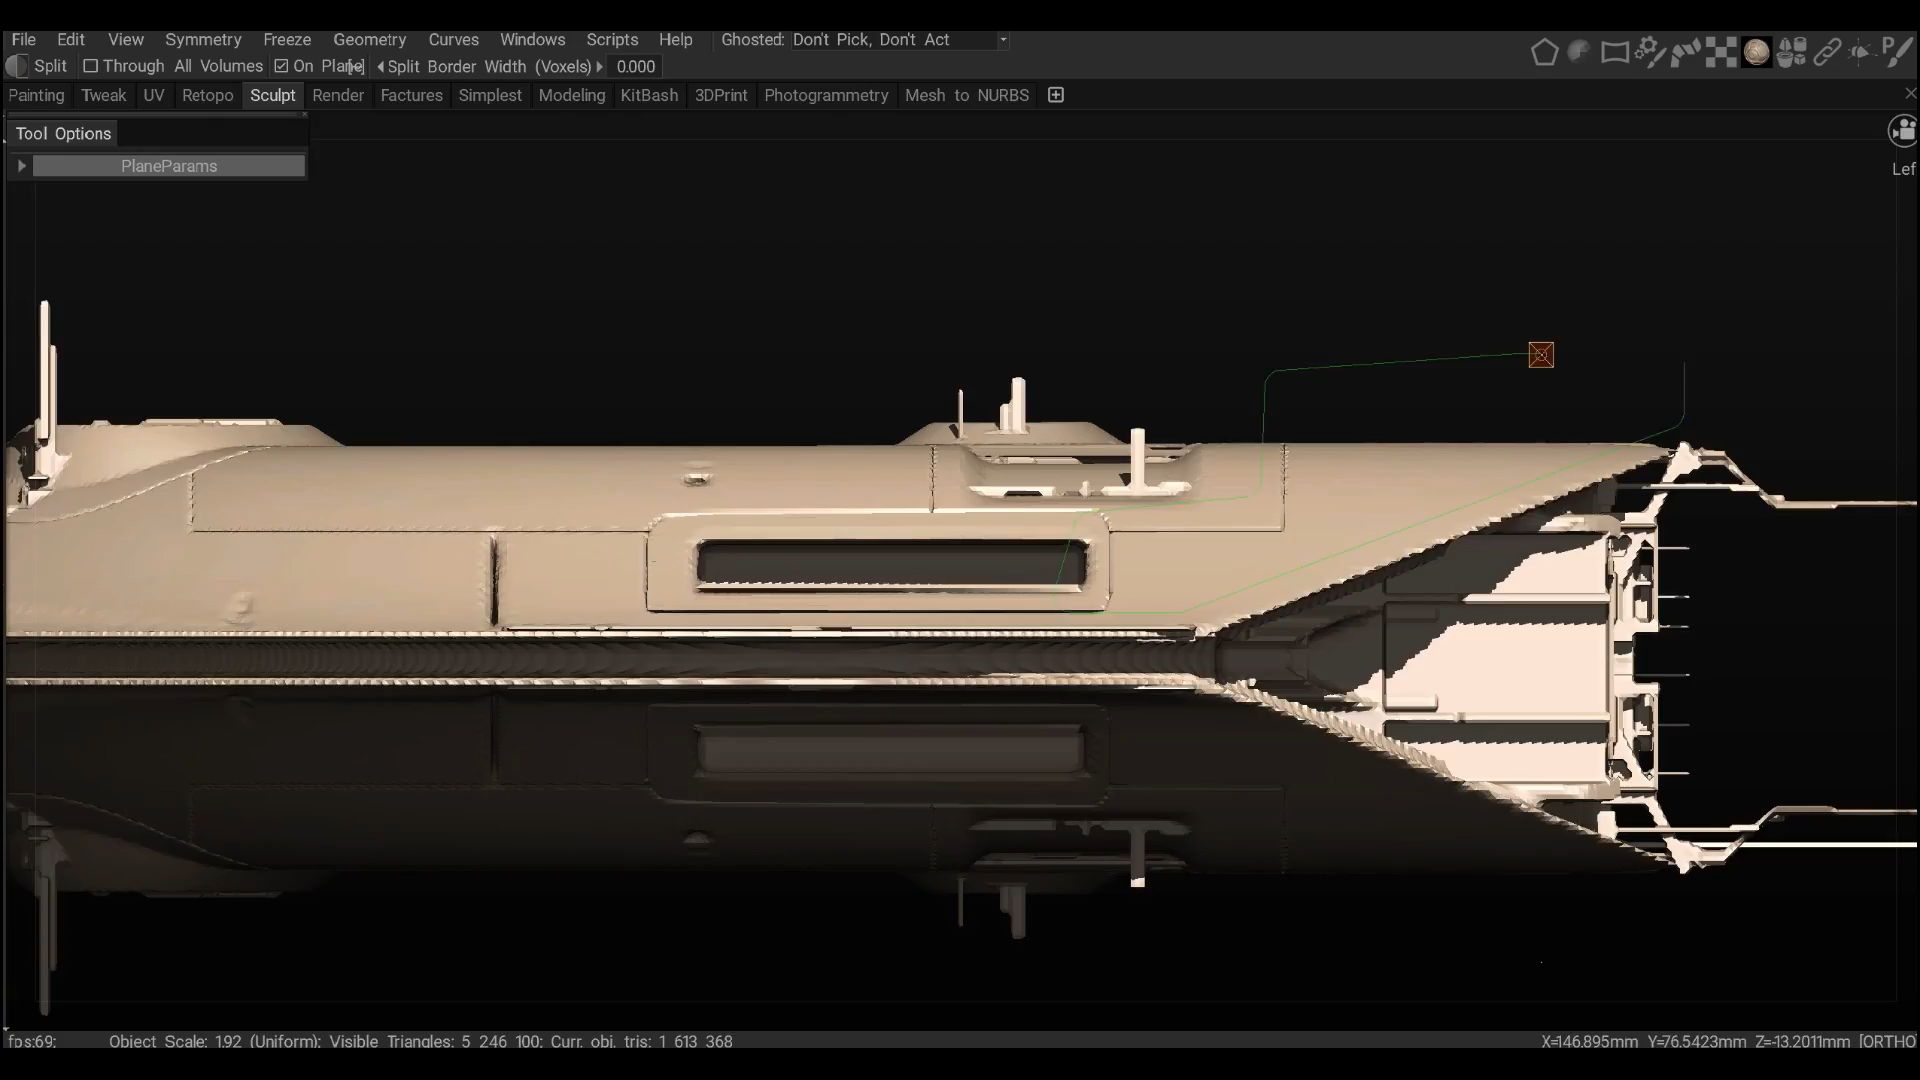 File Edit View Symmetry Freeze Geometry Curves Windows Scripts Help Ghosted: Don't Pick, Don't Act
Split Through All Volumes On Plane Split Border Width (Voxels) 0.000
Painting Tweak UV Retopo Sculpt Render Factures Simplest Modeling KitBash 3DPrint Photogrammetry Mesh to NURBS
Tool Options
PlaneParams
Lef
fps:69; Object Scale: 1.92 (Uniform); Visible Triangles: 5 246 100; Curr. obj. tris: 1 613 368 X=146.895mm Y=76.5423mm Z=-13.2011mm [ORTHO